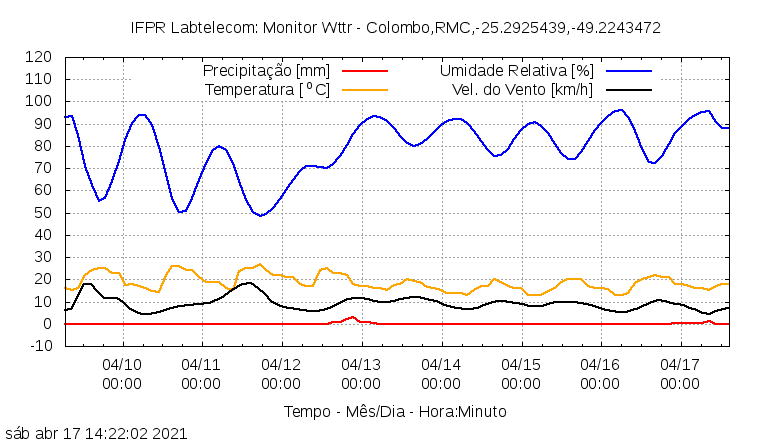 IFPR Labtelecom: Monitor Wttr - Colombo,RMC,-25.2925439,-49.2243472
120
110
100
90
80
70
60
50
40
30
20
10
0
-10
Precipitação [mm]
Temperatura [⁰C]
Umidade Relativa [%]
Vel. do Vento [km/h]
04/10 04/11 04/12 04/13 04/14 04/15 04/16 04/17
00:00 00:00 00:00 00:00 00:00 00:00 00:00 00:00
Tempo - Mês/Dia - Hora:Minuto
sáb abr 17 14:22:02 2021